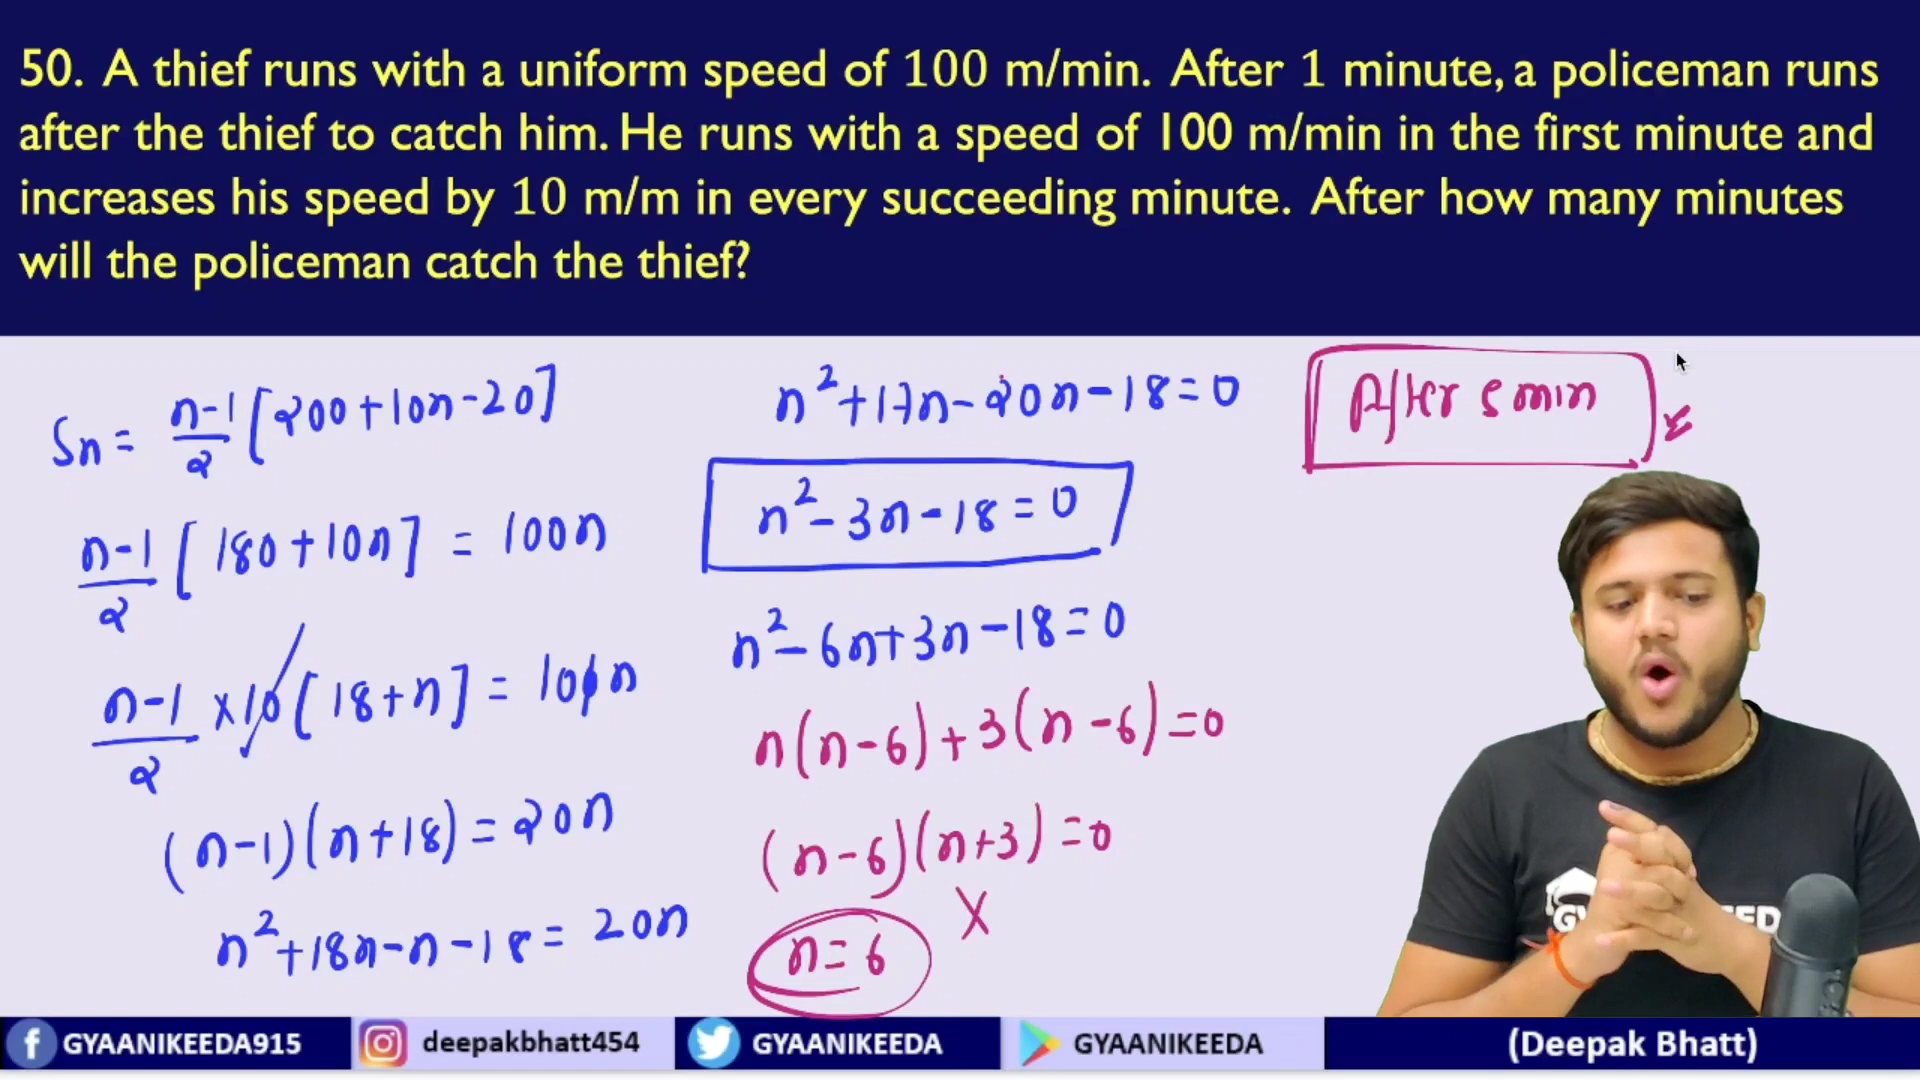 50. A thief runs with a uniform speed of 100 m/min. After 1 minute, a policeman runs
after the thief to catch him. He runs with a speed of 100 m/min in the first minute and
increases his speed by 10 m/m in every succeeding minute. After how many minutes
will the policeman catch the thief?
Sn = n-1/2 [200+10n-20]
n-1/2 [180+10n] = 100n
n-1/2 ×10 [18+n] = 100n
(n-1)(n+18) = 20n
n²+18n-n-18 = 20n
n²+17n-20n-18=0
n²-3n-18=0
n²-6n+3n-18=0
n(n-6)+3(n-6)=0
(n-6)(n+3)=0
n=6 X
After 5 min
GYAANIKEEDA915
deepakbhatt454
GYAANIKEEDA
GYAANIKEEDA
(Deepak Bhatt)